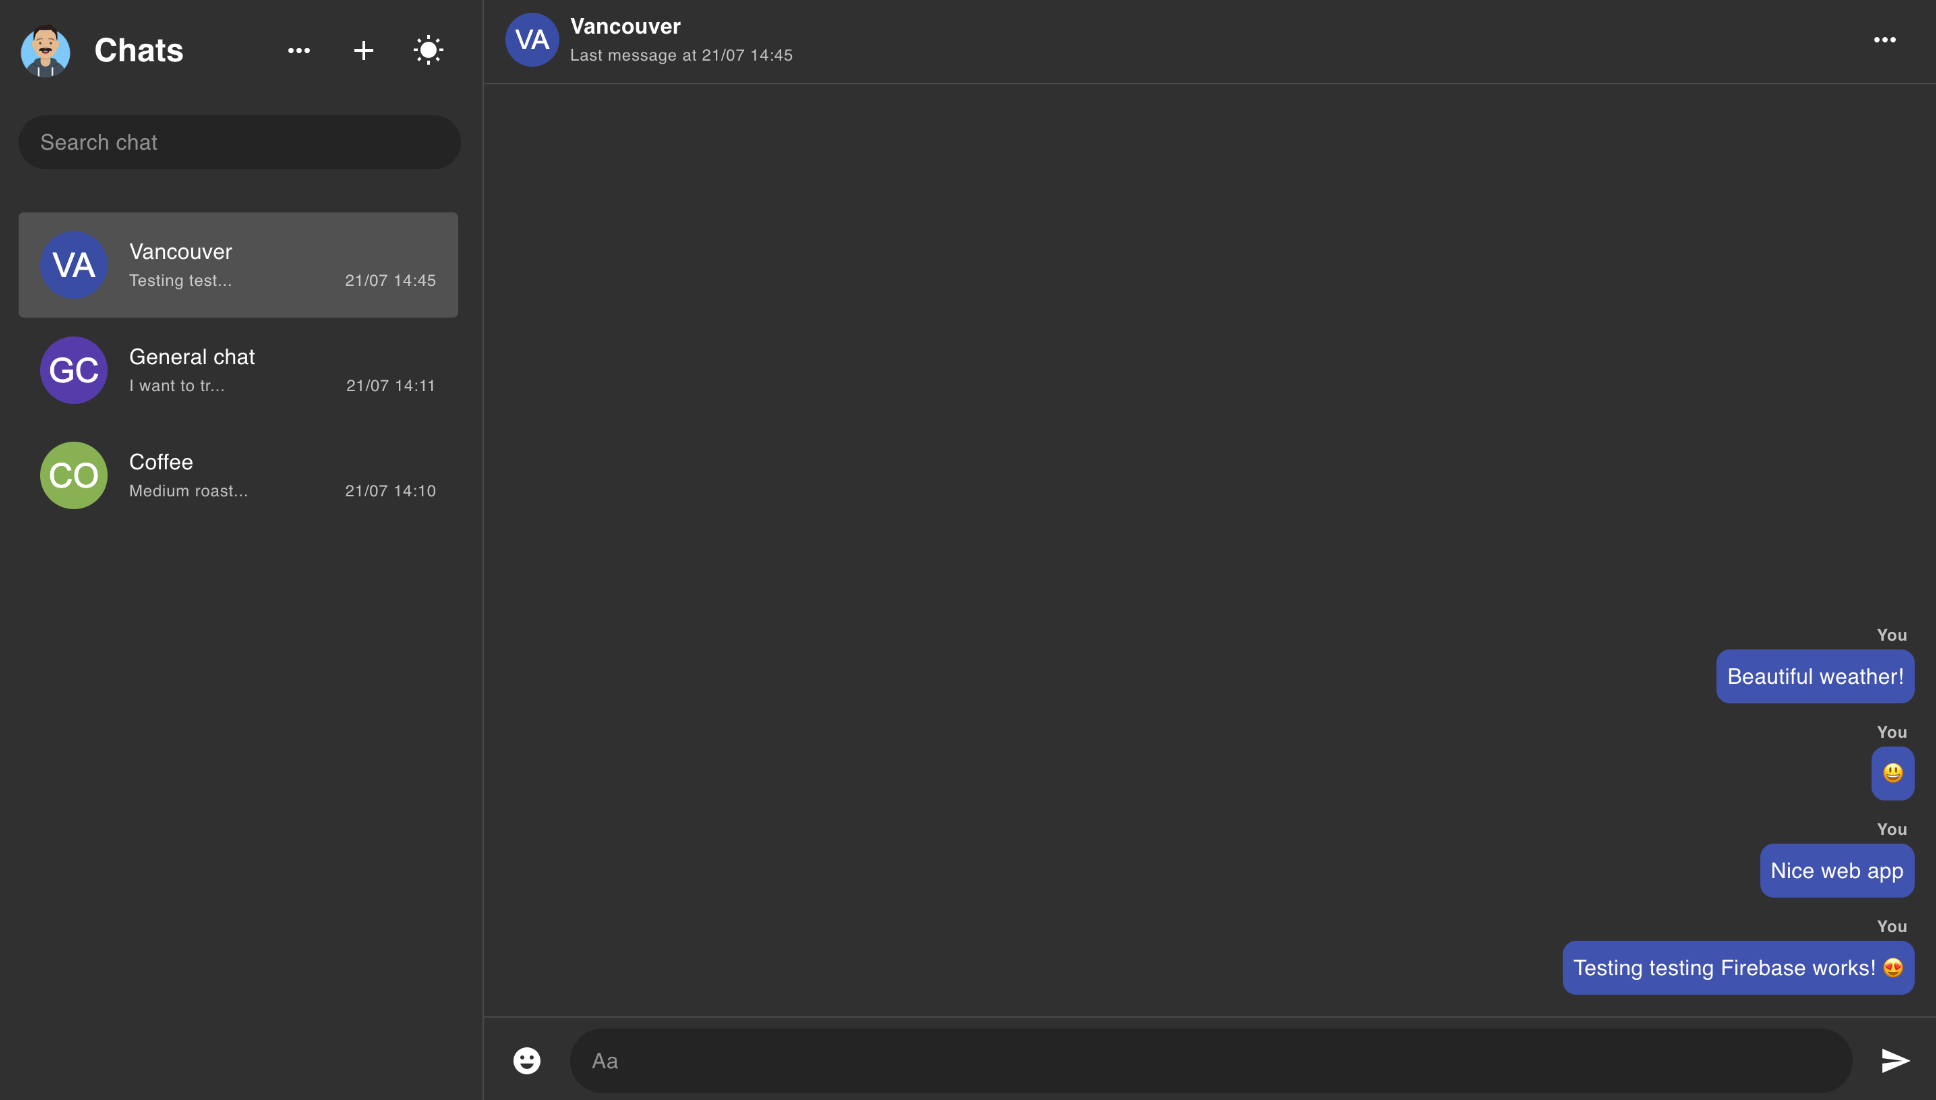 Chats
Search chat
VA
Vancouver
Testing test...
21/07 14:45
GC
General chat
I want to tr...
21/07 14:11
CO
Coffee
Medium roast...
21/07 14:10
VA
Vancouver
Last message at 21/07 14:45
You
Beautiful weather!
You
😃
You
Nice web app
You
Testing testing Firebase works! 😍
Aa